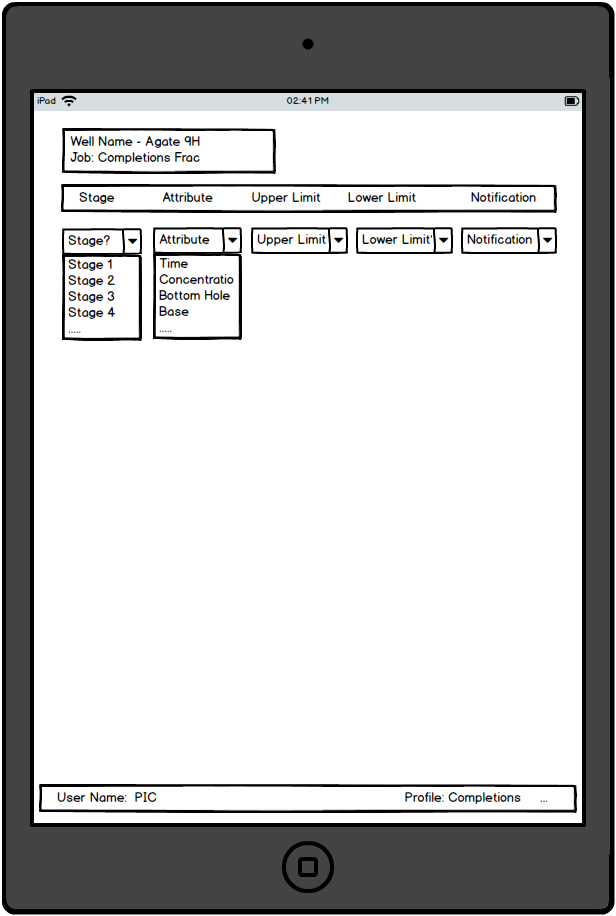 iPad 02:41 PM
Well Name - Agate 9H
Job: Completions Frac
Stage Attribute Upper Limit Lower Limit Notification
Stage? Attribute Upper Limit Lower Limit' Notification
Stage 1 Time
Stage 2 Concentratio
Stage 3 Bottom Hole
Stage 4 Base
..... .....
User Name: PIC Profile: Completions ...